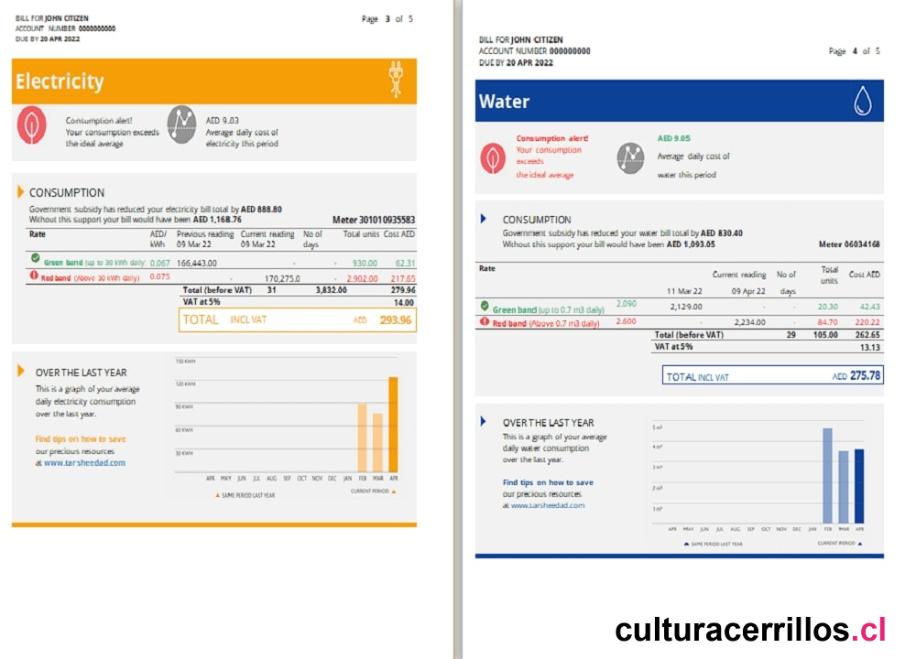 BILL FOR JOHN CITIZEN
ACCOUNT NUMBER 0000000000
DUE BY 20 APR 2022
Page 3 of 5
Electricity
Consumption alert!
Your consumption exceeds
the ideal average
AED 9.03
Average daily cost of
electricity this period
CONSUMPTION
Government subsidy has reduced your electricity bill total by AED 888.80
Without this support your bill would have been AED 1,168.76
Meter 301010935583
Rate AED/ kWh Previous reading 09 Mar 22 Current reading 09 Mar 22 No of days Total units Cost AED
Green band (up to 30 kWh daily) 0.067 166,443.00 - - 930.00 62.31
Red band (Above 30 kWh daily) 0.075 - 170,275.0 - 2.902.00 217.65
Total (before VAT) 31 3,832.00 279.96
VAT at 5% 14.00
TOTAL INCL VAT AED 293.96
OVER THE LAST YEAR
This is a graph of your average
daily electricity consumption
over the last year.
Find tips on how to save
our precious resources
at www.tarsheedad.com
120 KWH
90 KWH
60 KWH
30 KWH
APR MAY JUN JUL AUG SEP OCT NOV DEC JAN FEB MAR APR
SAME PERIOD LAST YEAR
CURRENT PERIOD
BILL FOR JOHN CITIZEN
ACCOUNT NUMBER 000000000
DUE BY 20 APR 2022
Page 4 of 5
Water
Consumption alert!
Your consumption
exceeds
the ideal average
AED 9.05
Average daily cost of
water this period
CONSUMPTION
Government subsidy has reduced your water bill total by AED 830.40
Without this support your bill would have been AED 1,093.05
Meter 06034168
Rate 11 Mar 22 Current reading 09 Apr 22 No of days Total units Cost AED
Green band (up to 0.7 m3 daily) 2.090 2,129.00 - - 20.30 42.43
Red band (Above 0.7 m3 daily) 2.600 - 2,234.00 - 84.70 220.22
Total (before VAT) 29 105.00 262.65
VAT at 5% 13.13
TOTAL INCL VAT AED 275.78
OVER THE LAST YEAR
This is a graph of your average
daily water consumption
over the last year.
Find tips on how to save
our precious resources
at www.tarsheedad.com
5 m³
4 m³
3 m³
2 m³
1 m³
APR MAY JUN JUL AUG SEP OCT NOV DEC JAN FEB MAR APR
SAME PERIOD LAST YEAR
CURRENT PERIOD
culturacerrillos.cl